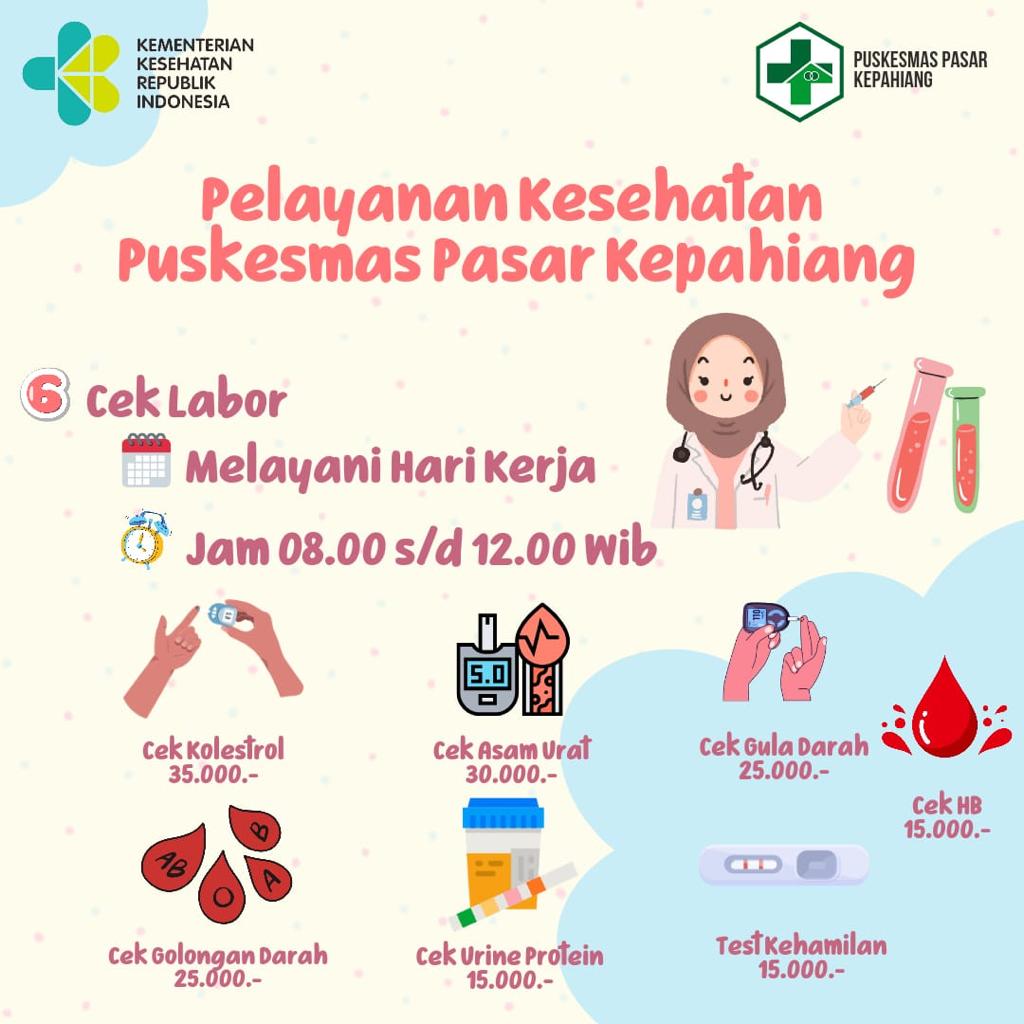 KEMENTERIAN
KESEHATAN
REPUBLIK
INDONESIA
PUSKESMAS PASAR
KEPAHIANG
Pelayanan Kesehatan
Puskesmas Pasar Kepahiang
6 Cek Labor
Melayani Hari Kerja
Jam 08.00 s/d 12.00 Wib
5.0
110
Cek Kolestrol
35.000.-
Cek Asam Urat
30.000.-
Cek Gula Darah
25.000.-
Cek HB
15.000.-
AB
O
B
A
Cek Golongan Darah
25.000.-
Cek Urine Protein
15.000.-
Test Kehamilan
15.000.-